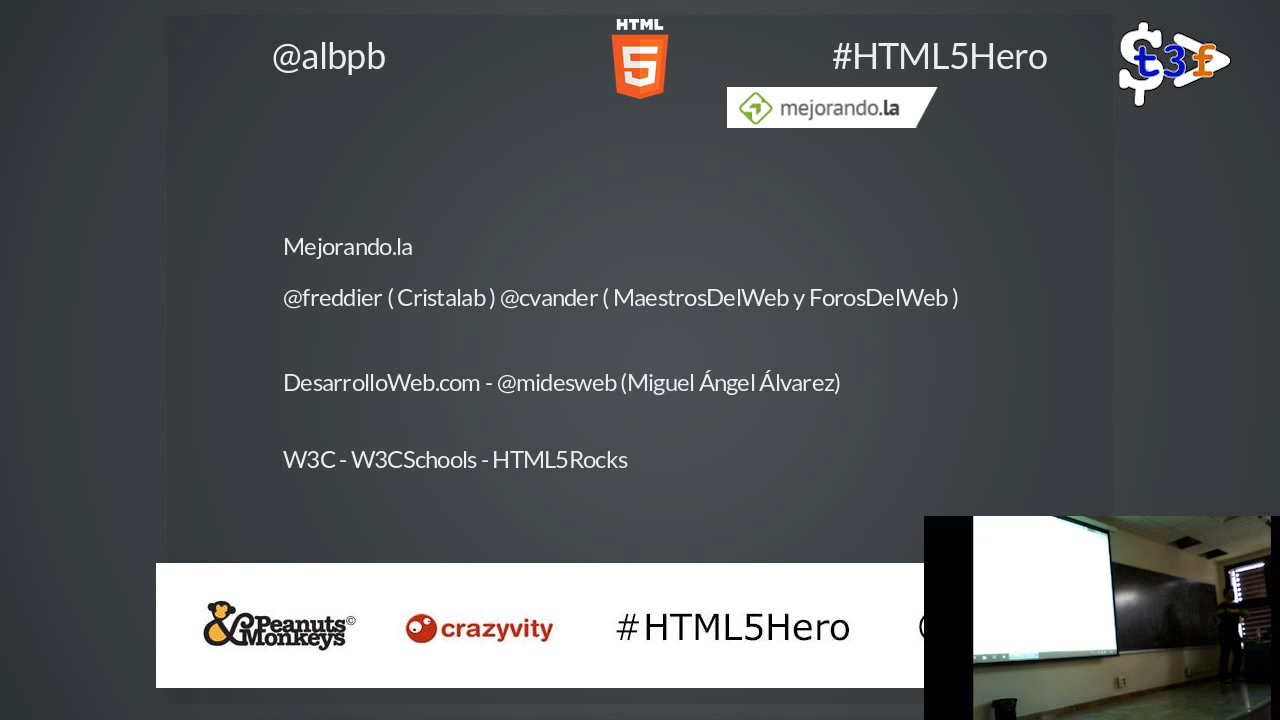 @albpb
HTML
5
#HTML5Hero
$t3f
mejorando.la
Mejorando.la
@freddier ( Cristalab ) @cvander ( MaestrosDelWeb y ForosDelWeb )
DesarrolloWeb.com - @midesweb (Miguel Ángel Álvarez)
W3C - W3CSchools - HTML5Rocks
&Peanuts©
Monkeys
crazyvity
#HTML5Hero
@